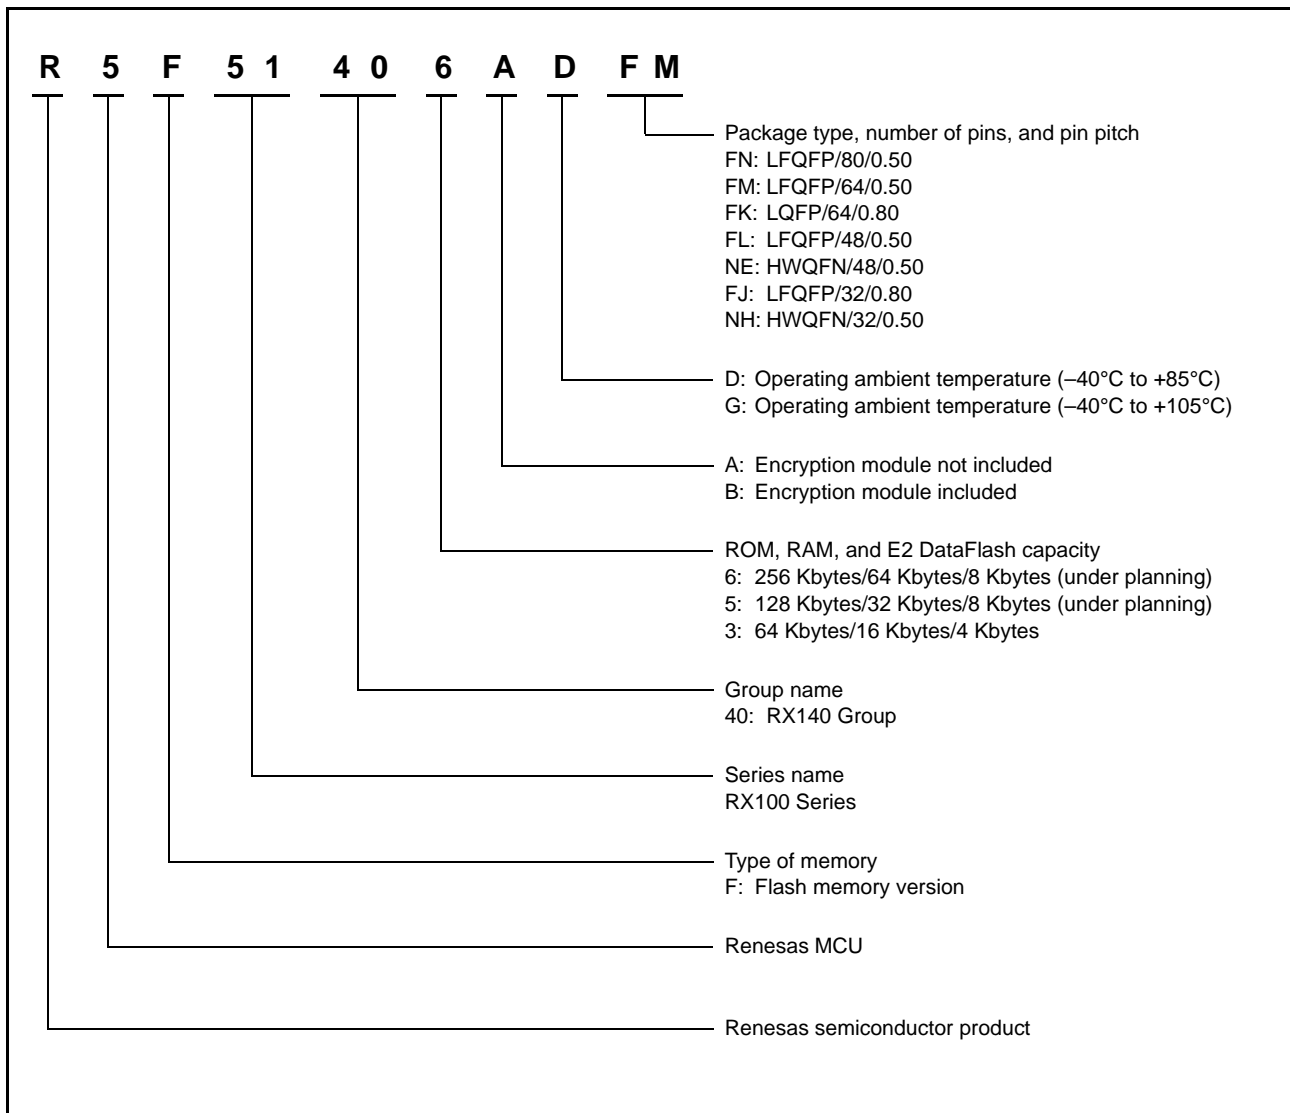 R 5 F 5 1 4 0 6 A D F M
Package type, number of pins, and pin pitch
FN: LFQFP/80/0.50
FM: LFQFP/64/0.50
FK: LQFP/64/0.80
FL: LFQFP/48/0.50
NE: HWQFN/48/0.50
FJ: LFQFP/32/0.80
NH: HWQFN/32/0.50
D: Operating ambient temperature (–40°C to +85°C)
G: Operating ambient temperature (–40°C to +105°C)
A: Encryption module not included
B: Encryption module included
ROM, RAM, and E2 DataFlash capacity
6: 256 Kbytes/64 Kbytes/8 Kbytes (under planning)
5: 128 Kbytes/32 Kbytes/8 Kbytes (under planning)
3: 64 Kbytes/16 Kbytes/4 Kbytes
Group name
40: RX140 Group
Series name
RX100 Series
Type of memory
F: Flash memory version
Renesas MCU
Renesas semiconductor product